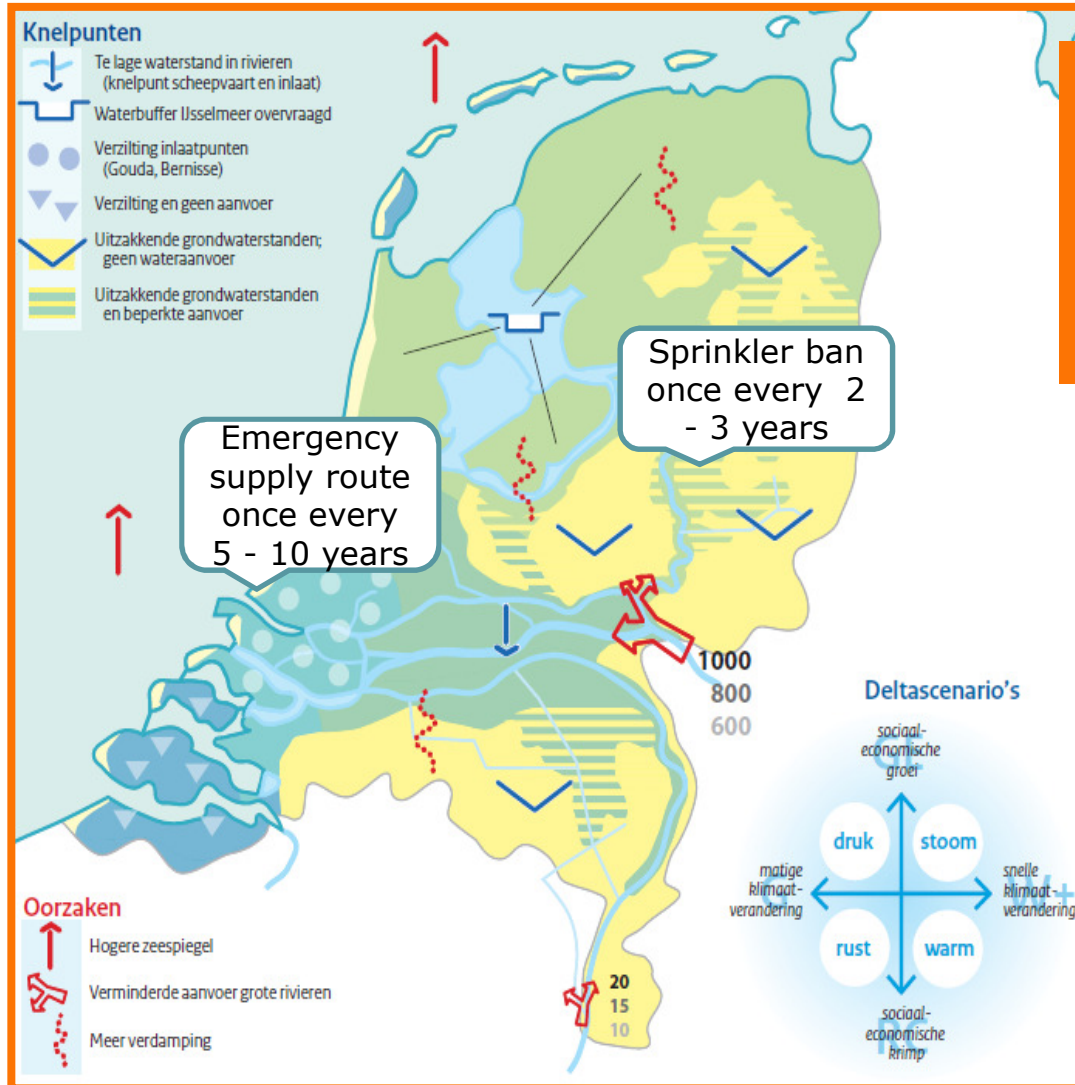 Knelpunten
Te lage waterstand in rivieren
(knelpunt scheepvaart en inlaat)
Waterbuffer IJsselmeer overvraagd
Verzilting inlaatpunten
(Gouda, Bernisse)
Verzilting en geen aanvoer
Uitzakkende grondwaterstanden;
geen wateraanvoer
Uitzakkende grondwaterstanden
en beperkte aanvoer
Sprinkler ban
once every 2
- 3 years
Emergency
supply route
once every
5 - 10 years
1000
800
600
Deltascenario's
GE
sociaal-
economische
groei
druk
stoom
G
matige
klimaat-
verandering
W+
snelle
klimaat-
verandering
rust
warm
RC
sociaal-
economische
krimp
Oorzaken
Hogere zeespiegel
Verminderde aanvoer grote rivieren
Meer verdamping
20
15
10